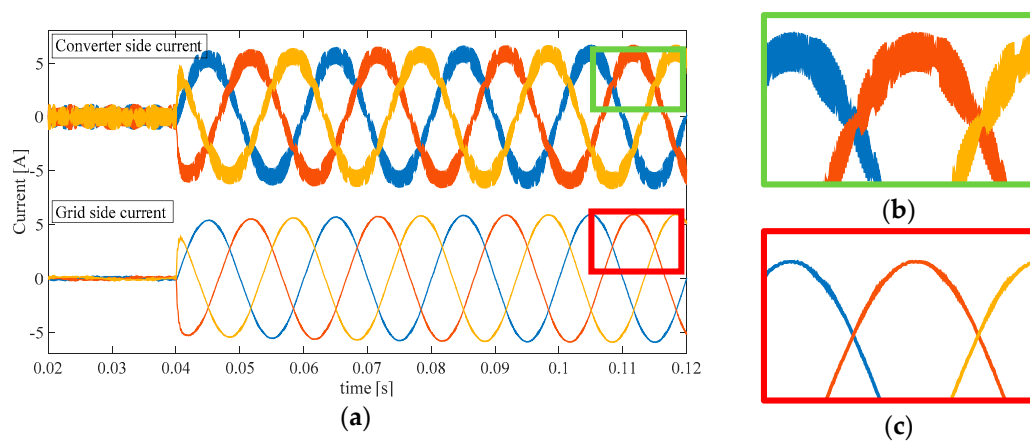 Converter side current
5
0
-5
Grid side current
5
0
-5
Current [A]
0.02 0.03 0.04 0.05 0.06 0.07 0.08 0.09 0.1 0.11 0.12
time [s]
(a)
(b)
(c)